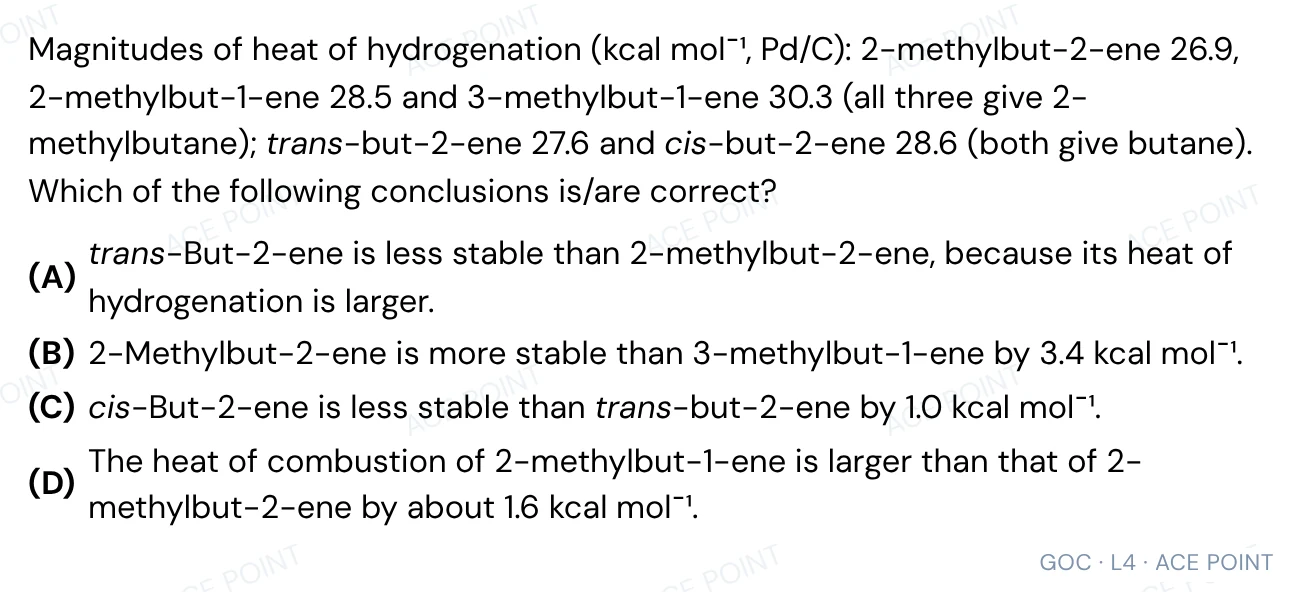 Magnitudes of heat of hydrogenation (kcal mol⁻¹, Pd/C): 2-methylbut-2-ene 26.9,
2-methylbut-1-ene 28.5 and 3-methylbut-1-ene 30.3 (all three give 2-
methylbutane); trans-but-2-ene 27.6 and cis-but-2-ene 28.6 (both give butane).
Which of the following conclusions is/are correct?
(A) trans-But-2-ene is less stable than 2-methylbut-2-ene, because its heat of
hydrogenation is larger.
(B) 2-Methylbut-2-ene is more stable than 3-methylbut-1-ene by 3.4 kcal mol⁻¹.
(C) cis-But-2-ene is less stable than trans-but-2-ene by 1.0 kcal mol⁻¹.
(D) The heat of combustion of 2-methylbut-1-ene is larger than that of 2-
methylbut-2-ene by about 1.6 kcal mol⁻¹.
GOC · L4 · ACE POINT